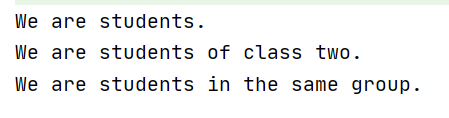 We are students.
We are students of class two.
We are students in the same group.